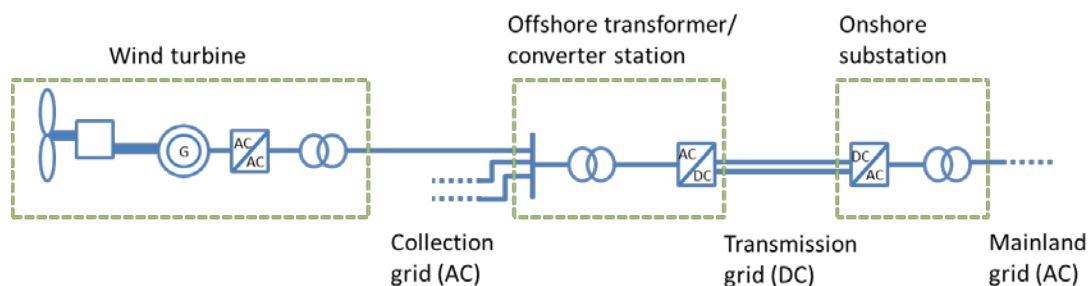 Wind turbine
Offshore transformer/
converter station
Onshore
substation
G
AC
AC
AC
DC
DC
AC
Collection
grid (AC)
Transmission
grid (DC)
Mainland
grid (AC)